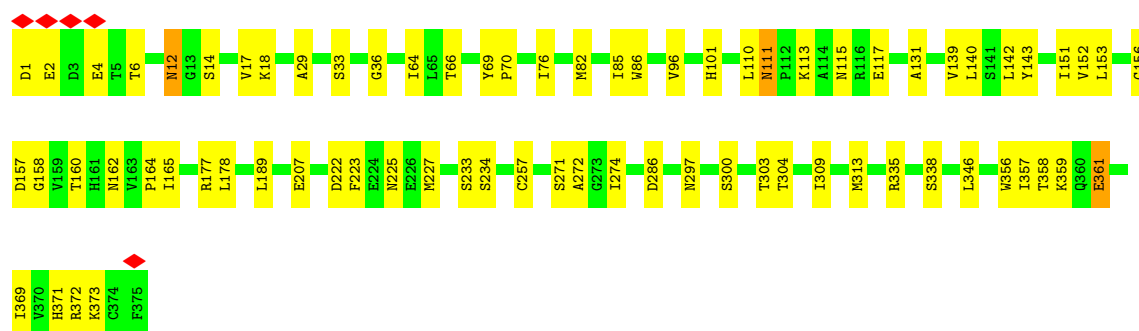 D1 E2 D3 E4 T5 T6 N12 G13 S14 V17 K18 A29 S33 G36 I64 L65 T66 Y69 P70 I76 M82 I85 W86 V96 H101 L110 N111 P112 K113 A114 N115 R116 E117 A131 V139 L140 S141 L142 Y143 I151 V152 L153 G156
D157 G158 V159 T160 H161 N162 V163 P164 I165 R177 L178 L189 E207 D222 F223 E224 N225 E226 M227 S233 S234 C257 S271 A272 G273 I274 D286 N297 S300 T303 T304 I309 M313 R335 S338 L346 W356 I357 T358 K359 Q360 E361
I369 V370 H371 R372 K373 C374 F375